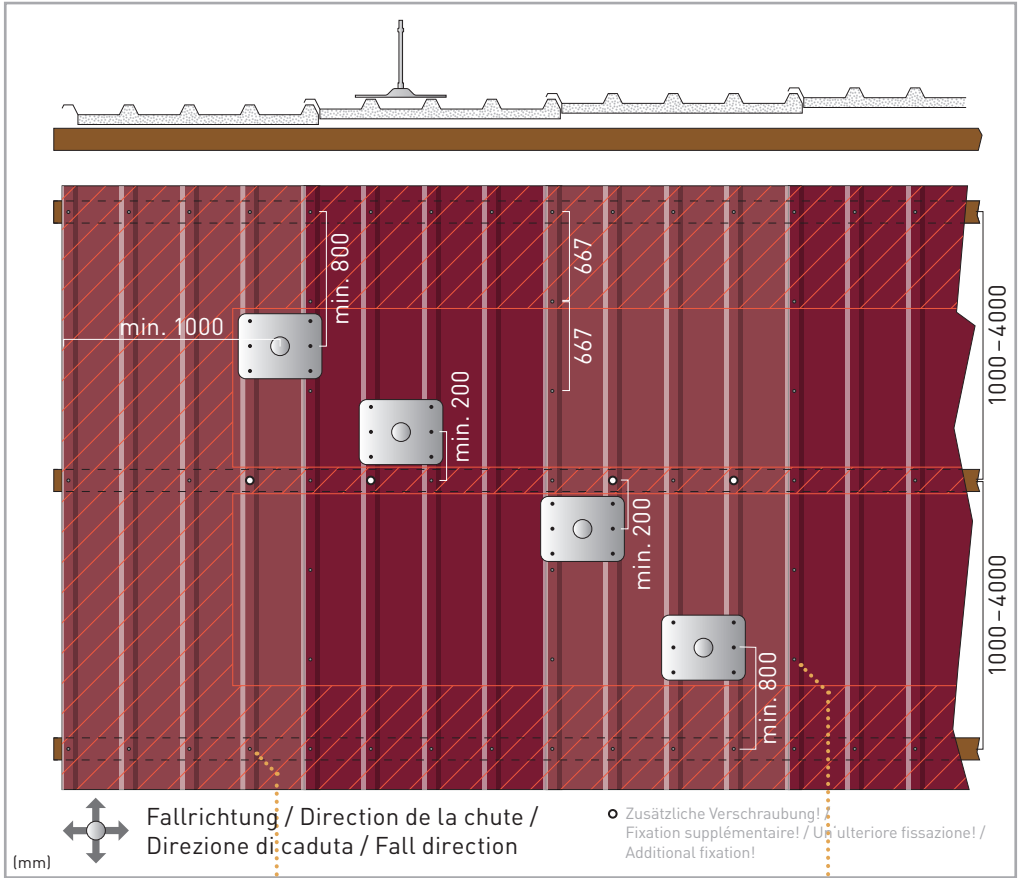 min. 800
667
min. 1000
667
1000 – 4000
min. 200
min. 200
1000 – 4000
min. 800
Fallrichtung / Direction de la chute /
Direzione di caduta / Fall direction
Zusätzliche Verschraubung! /
Fixation supplémentaire! / Un'ulteriore fissazione! /
Additional fixation!
(mm)